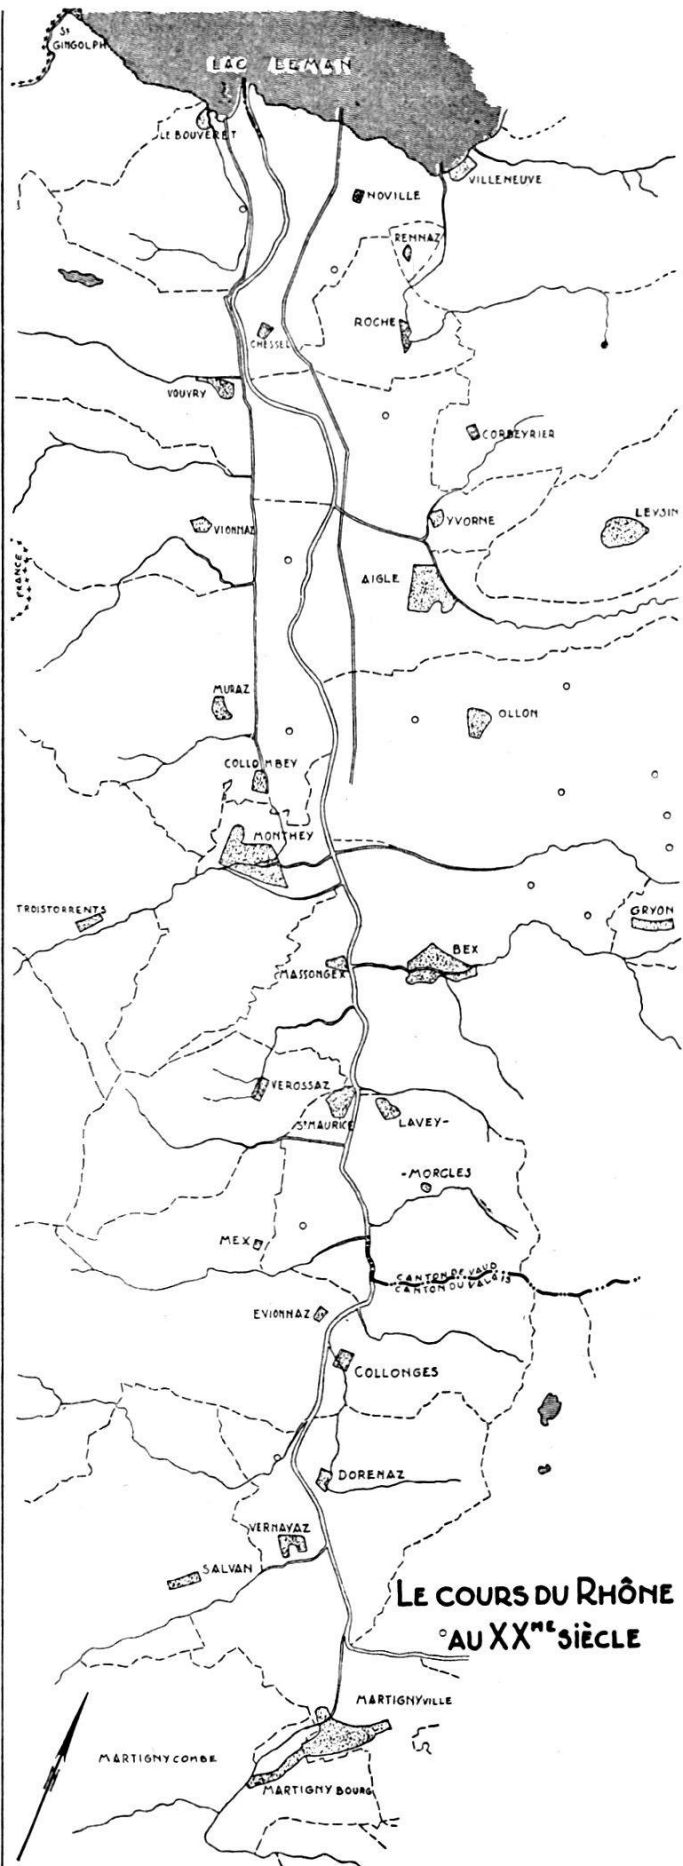 St
GINGOLPH
LAC LEMAN
LE BOUVERET
VILLENEUVE
NOVILLE
RENNAZ
ROCHE
CHESSEL
VOUVRY
CORBEYRIER
LEYSIN
YVORNE
VIONNAZ
FRANCE
AIGLE
MURAZ
OLLON
COLLOMBEY
MONTHEY
TROISTORRENTS
GRYON
BEX
MASSONGEX
VEROSSAZ
St MAURICE
LAVEY-
-MORCLES
MEX
CANTON DE VAUD
CANTON DU VALAIS
EVIONNAZ
COLLONGES
DORENAZ
VERNAYAZ
SALVAN
LE COURS DU RHÔNE
AU XXME SIÈCLE
MARTIGNY VILLE
MARTIGNY COMBE
MARTIGNY BOURG